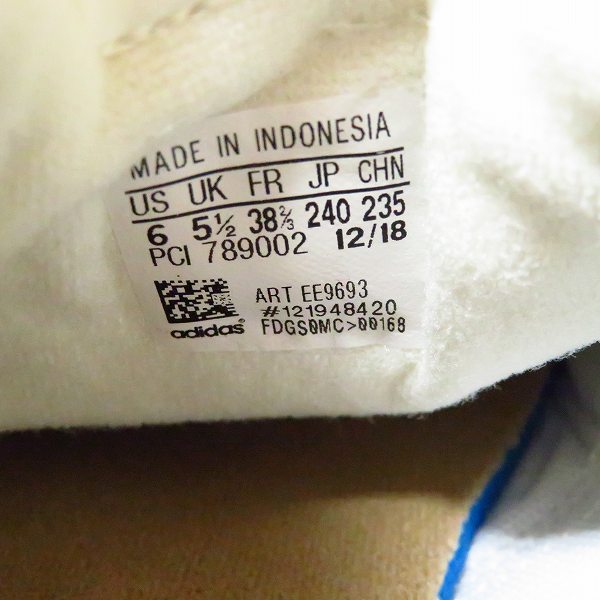 MADE IN INDONESIA
US UK FR JP CHN
6 5½ 38⅔ 240 235
PCI 789002 12/18
ART EE9693
#121948420
adidas FDGS0MC>00168